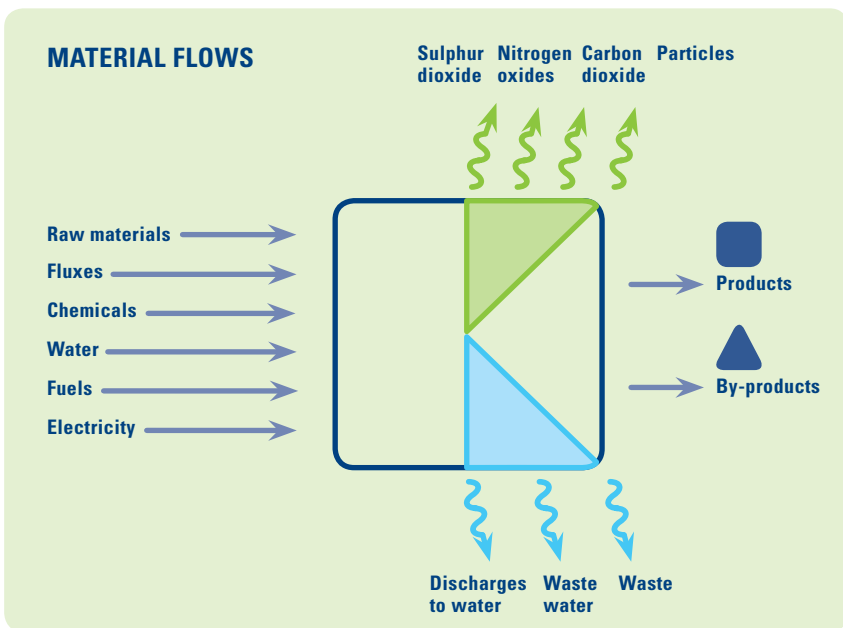 MATERIAL FLOWS
Sulphur Nitrogen Carbon Particles
dioxide oxides dioxide
Raw materials
Fluxes
Chemicals
Water
Fuels
Electricity
Products
By-products
Discharges Waste Waste
to water water